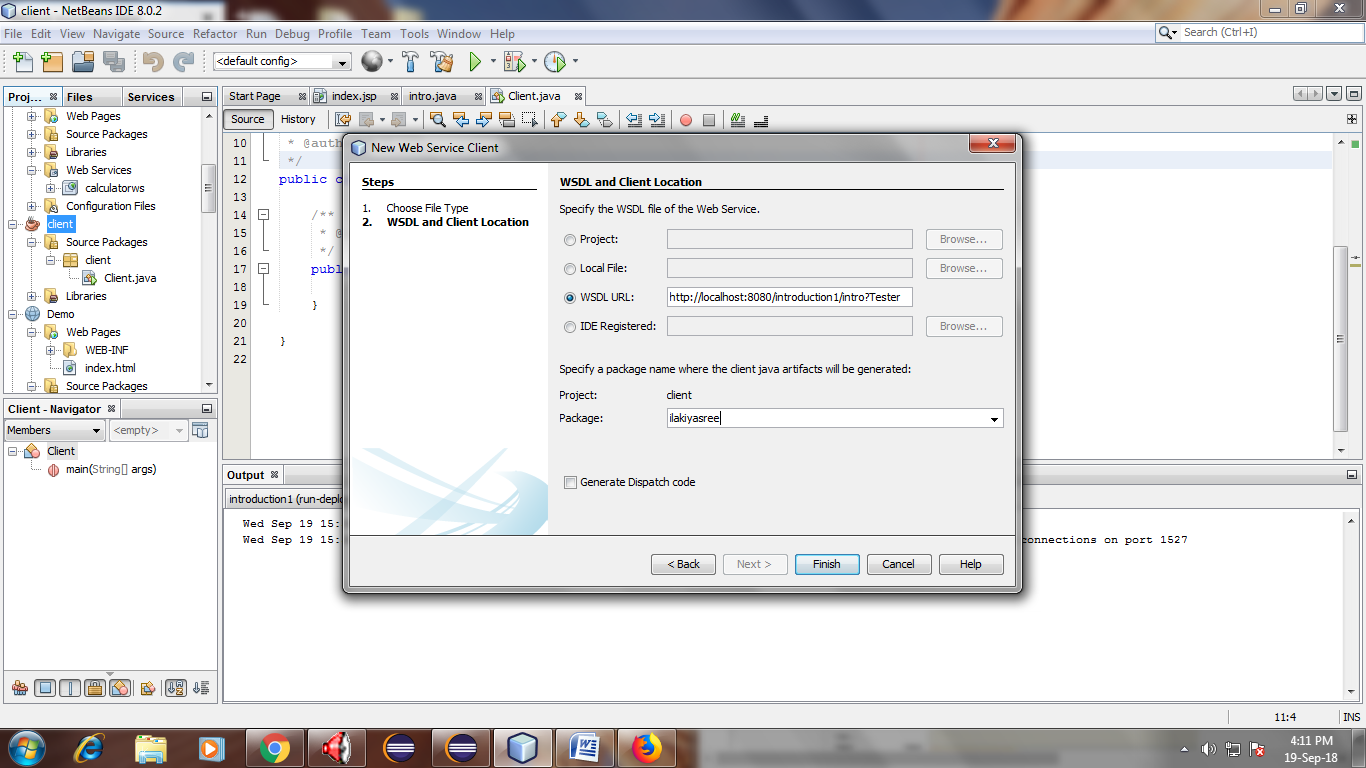 client - NetBeans IDE 8.0.2
File Edit View Navigate Source Refactor Run Debug Profile Team Tools Window Help
Search (Ctrl+I)
<default config>
Proj... Files Services
Web Pages
Source Packages
Libraries
Web Services
calculatorws
Configuration Files
client
Source Packages
client
Client.java
Libraries
Demo
Web Pages
WEB-INF
index.html
Source Packages
Client - Navigator
Members <empty>
Client
main(String[] args)
Start Page index.jsp intro.java Client.java
Source History
10 * @auth
11 */
12 public c
13
14 /**
15 * @
16 */
17 publ
18
19 }
20
21 }
22
New Web Service Client
Steps
1. Choose File Type
2. WSDL and Client Location
WSDL and Client Location
Specify the WSDL file of the Web Service.
Project: Browse...
Local File: Browse...
WSDL URL: http://localhost:8080/introduction1/intro?Tester
IDE Registered: Browse...
Specify a package name where the client java artifacts will be generated:
Project: client
Package: ilakiyasree
Generate Dispatch code
< Back Next > Finish Cancel Help
Output
introduction1 (run-deplo
Wed Sep 19 15:
Wed Sep 19 15: connections on port 1527
11:4 INS
4:11 PM
19-Sep-18